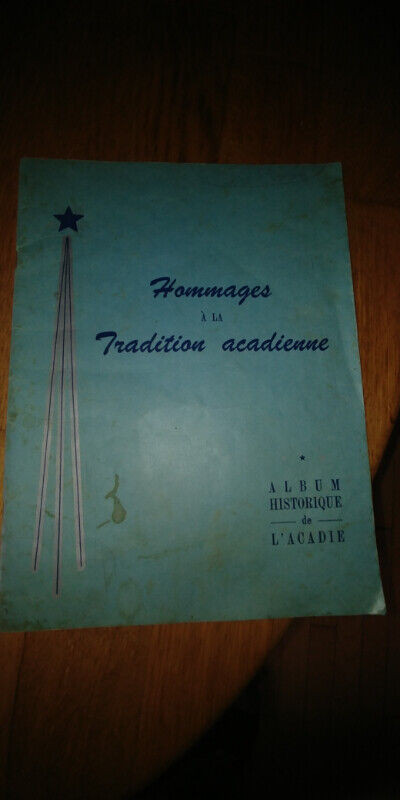 Hommages
À LA
Tradition acadienne
ALBUM
HISTORIQUE
de
L'ACADIE